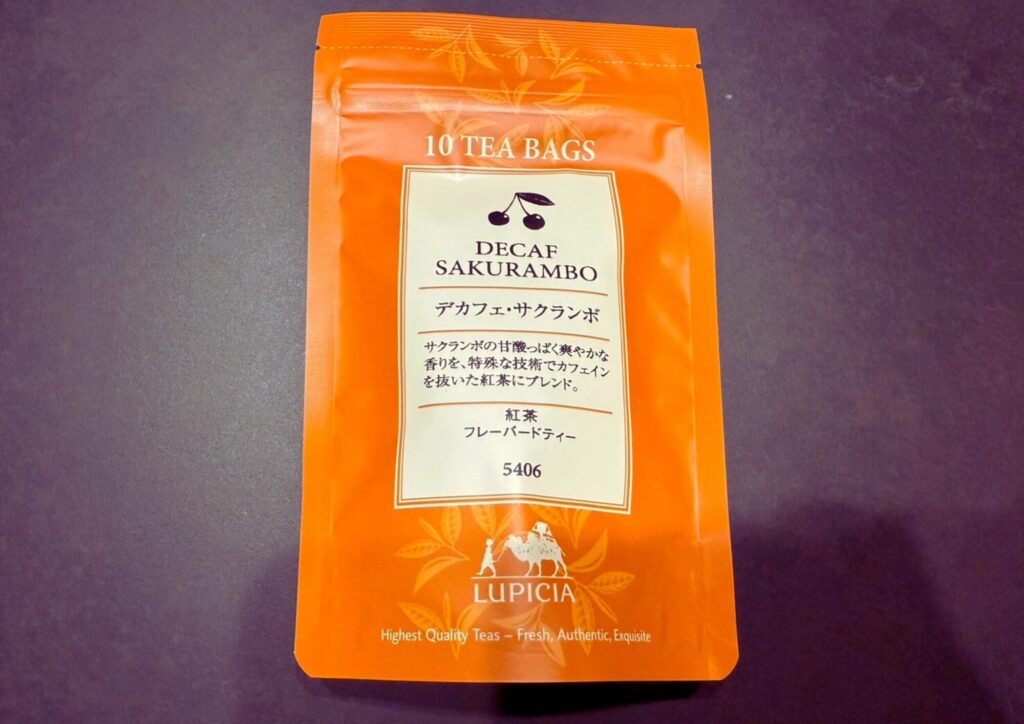 10 TEA BAGS
DECAF
SAKURAMBO
デカフェ・サクランボ
サクランボの甘酸っぱく爽やかな
香りを、特殊な技術でカフェイン
を抜いた紅茶にブレンド。
紅茶
フレーバードティー
5406
LUPICIA
Highest Quality Teas – Fresh, Authentic, Exquisite